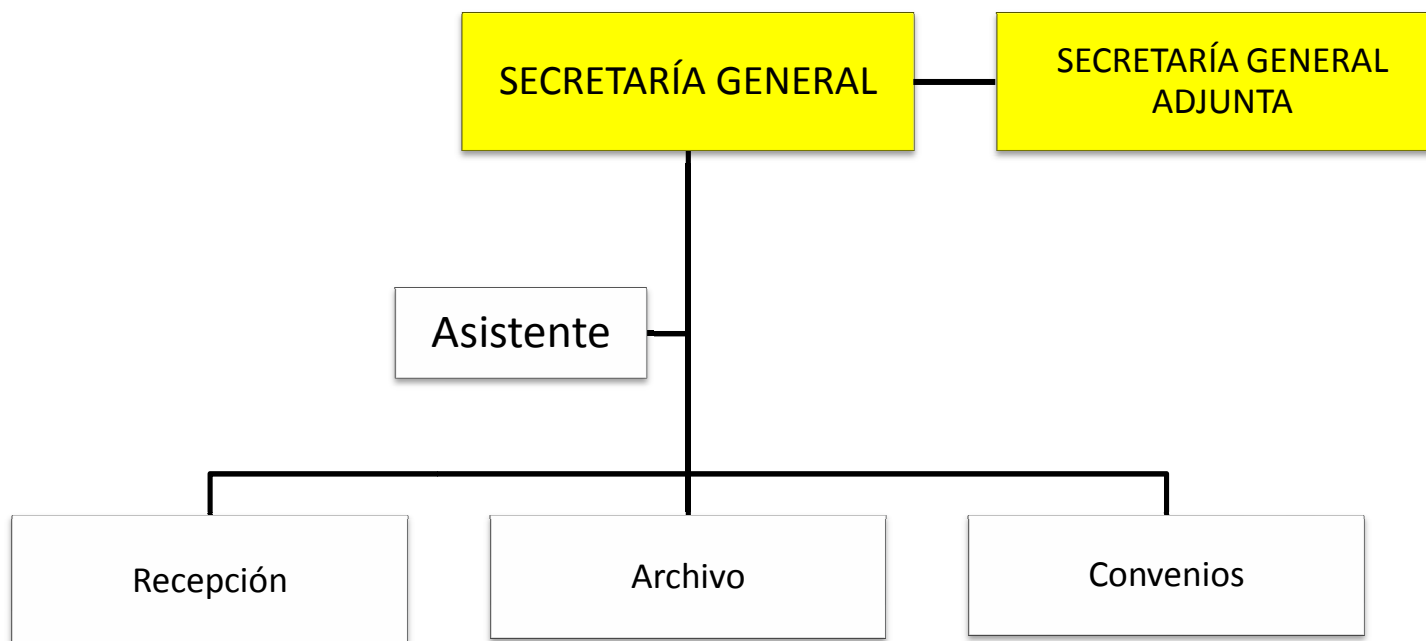 SECRETARÍA GENERAL
SECRETARÍA GENERAL
ADJUNTA
Asistente
Recepción
Archivo
Convenios